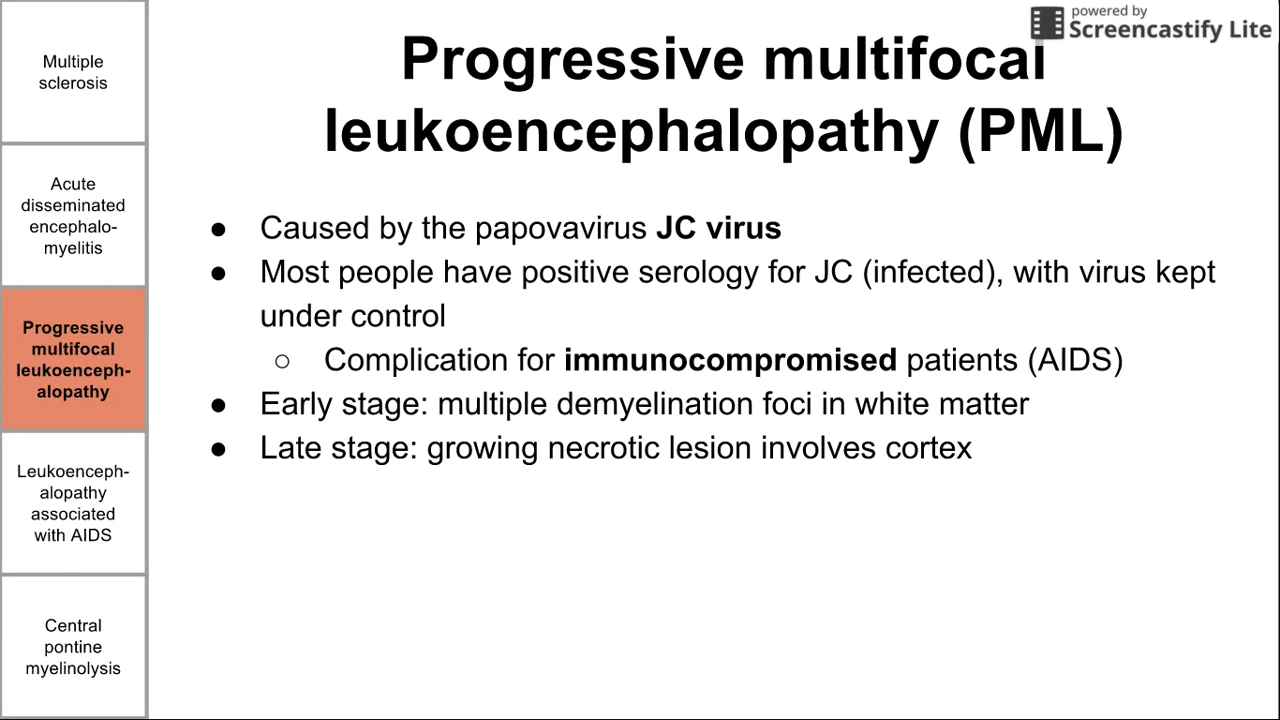 powered by
Screencastify Lite
Progressive multifocal
leukoencephalopathy (PML)
Multiple
sclerosis
Acute
disseminated
encephalo-
myelitis
Progressive
multifocal
leukoenceph-
alopathy
Leukoenceph-
alopathy
associated
with AIDS
Central
pontine
myelinolysis
● Caused by the papovavirus JC virus
● Most people have positive serology for JC (infected), with virus kept
under control
○ Complication for immunocompromised patients (AIDS)
● Early stage: multiple demyelination foci in white matter
● Late stage: growing necrotic lesion involves cortex